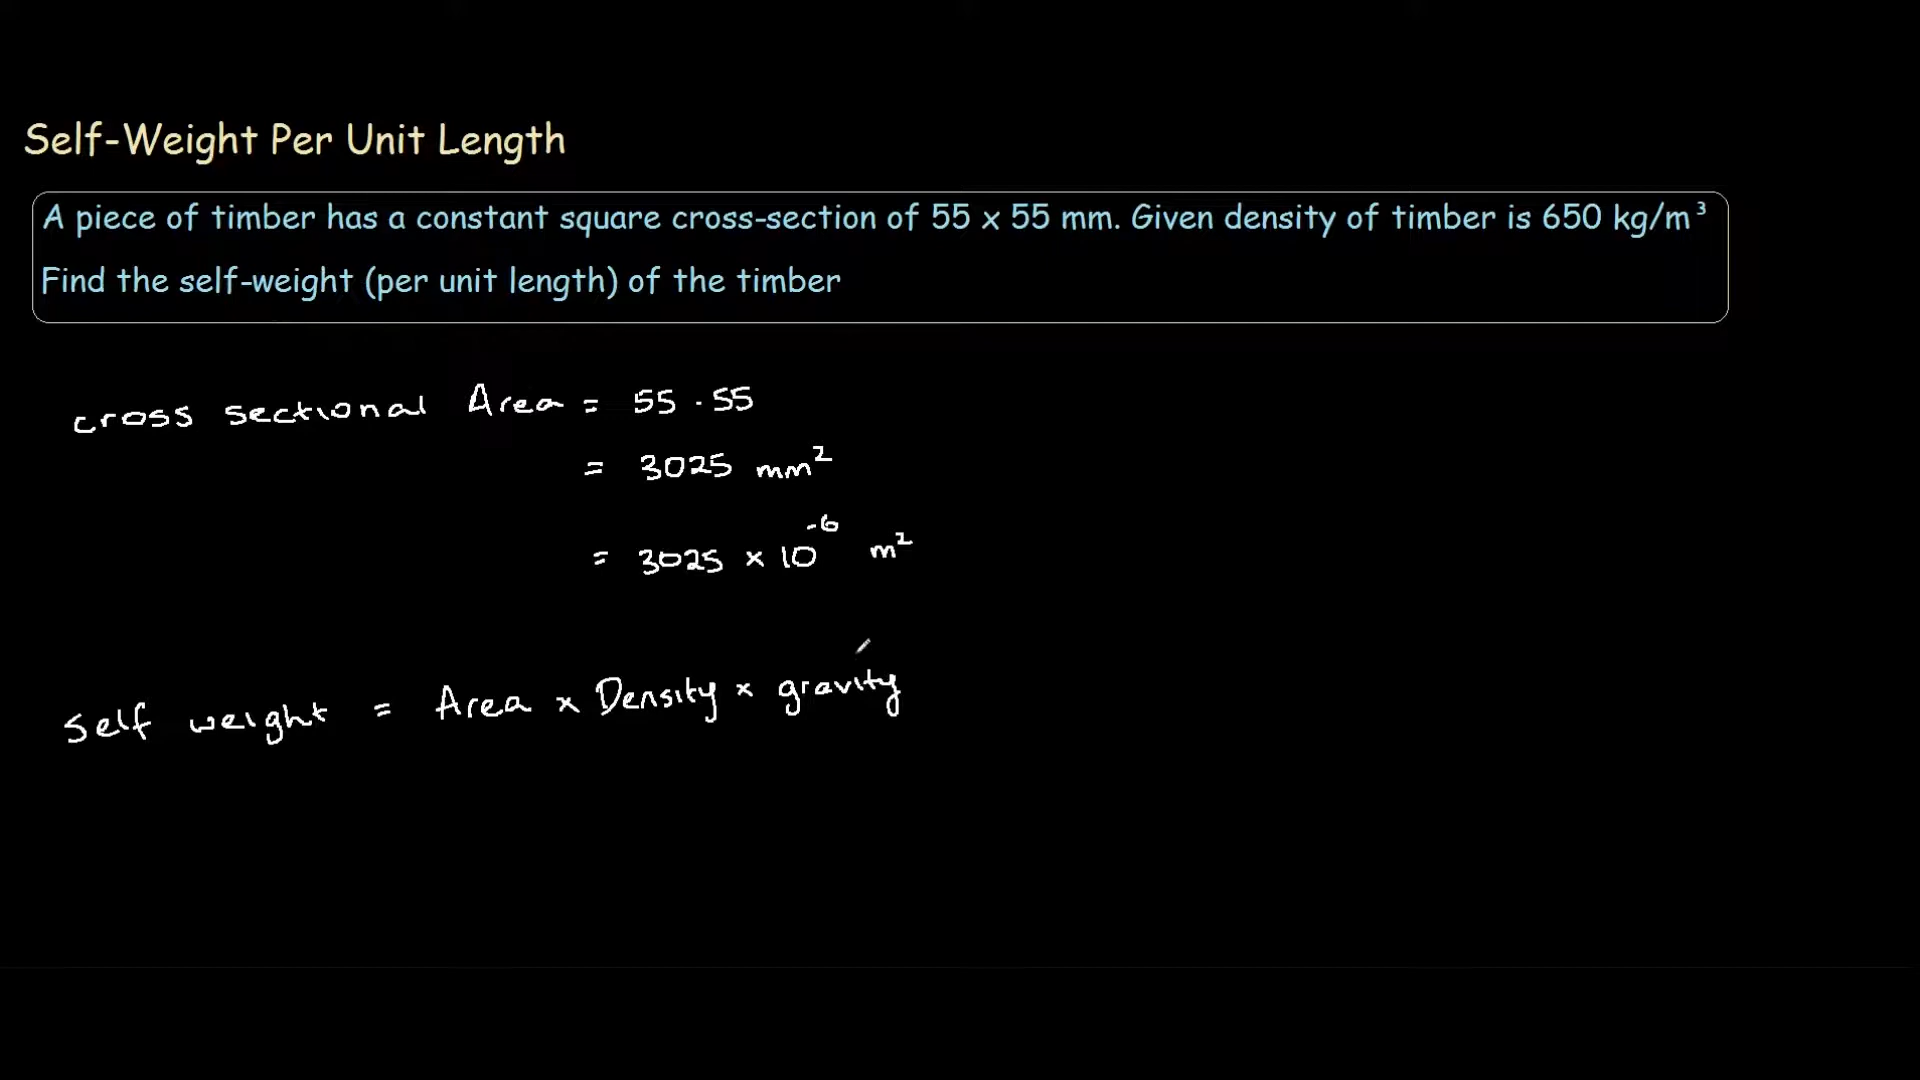 Self-Weight Per Unit Length
A piece of timber has a constant square cross-section of 55 x 55 mm. Given density of timber is 650 kg/m³
Find the self-weight (per unit length) of the timber
cross sectional Area = 55 . 55
= 3025 mm²
= 3025 × 10⁻⁶ m²
Self weight = Area × Density × gravity